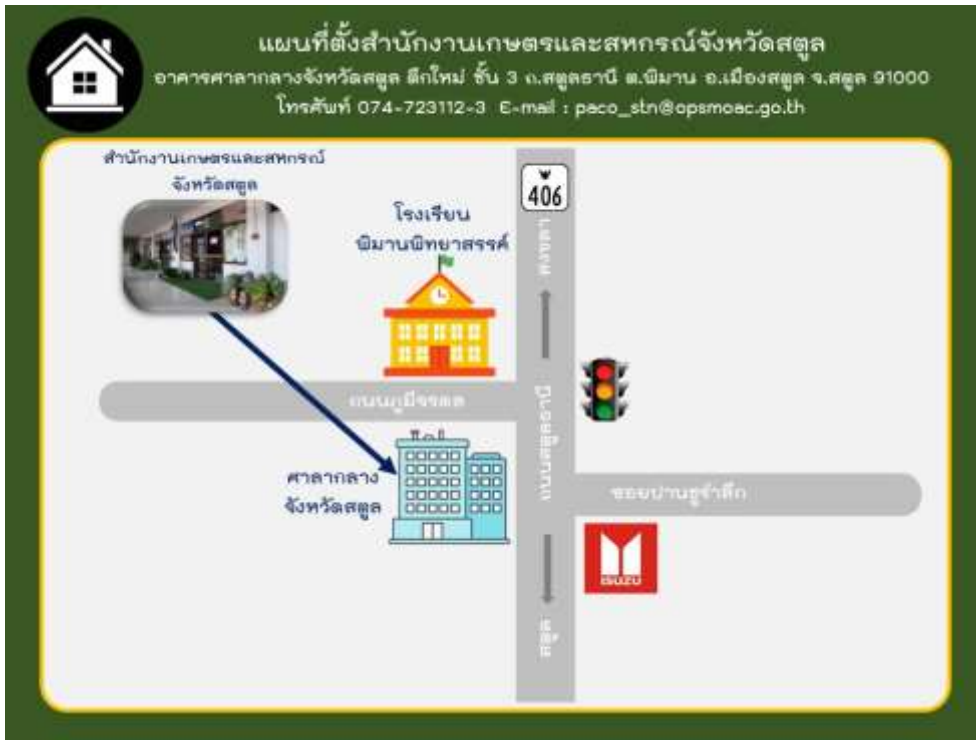 แผนที่ตั้งสำนักงานเกษตรและสหกรณ์จังหวัดสตูล
อาคารศาลากลางจังหวัดสตูล ตึกใหม่ ชั้น 3 ถ.สตูลธานี ต.พิมาน อ.เมืองสตูล จ.สตูล 91000
โทรศัพท์ 074-723112-3 E-mail : paco_stn@opsmoac.go.th
สำนักงานเกษตรและสหกรณ์
จังหวัดสตูล
406
โรงเรียน
พิมานพิทยาสรรค์
สงขลา
ถนนภูมีจรดล
ถนนสตูลธานี
ศาลากลาง
จังหวัดสตูล
ซอยปานชูรำลึก
ISUZU
สตูล